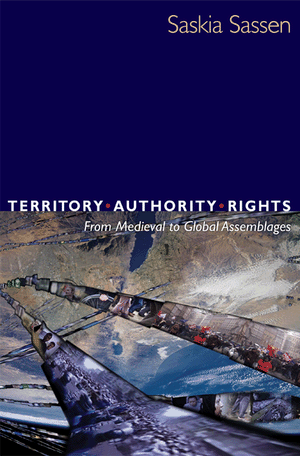 Saskia Sassen
TERRITORY•AUTHORITY•RIGHTS
From Medieval to Global Assemblages